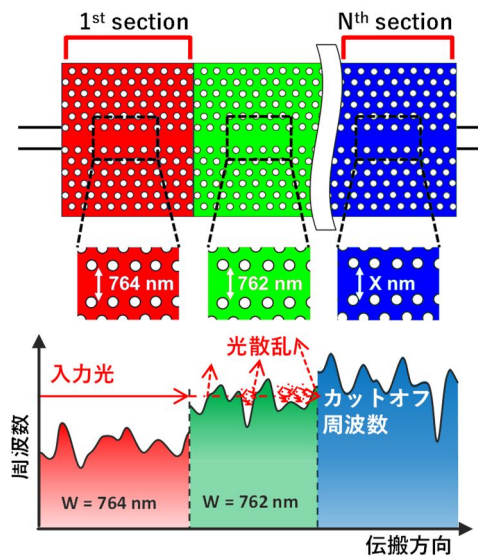 1st section
Nth section
764 nm
762 nm
X nm
光散乱
入力光
カットオフ
周波数
周波数
W = 764 nm
W = 762 nm
伝搬方向